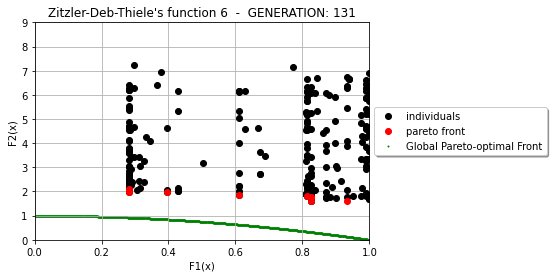 Zitzler-Deb-Thiele's function 6 - GENERATION: 131
9
8
7
6
5
4
3
2
1
0
F2(x)
0.0 0.2 0.4 0.6 0.8 1.0
F1(x)
individuals
pareto front
Global Pareto-optimal Front